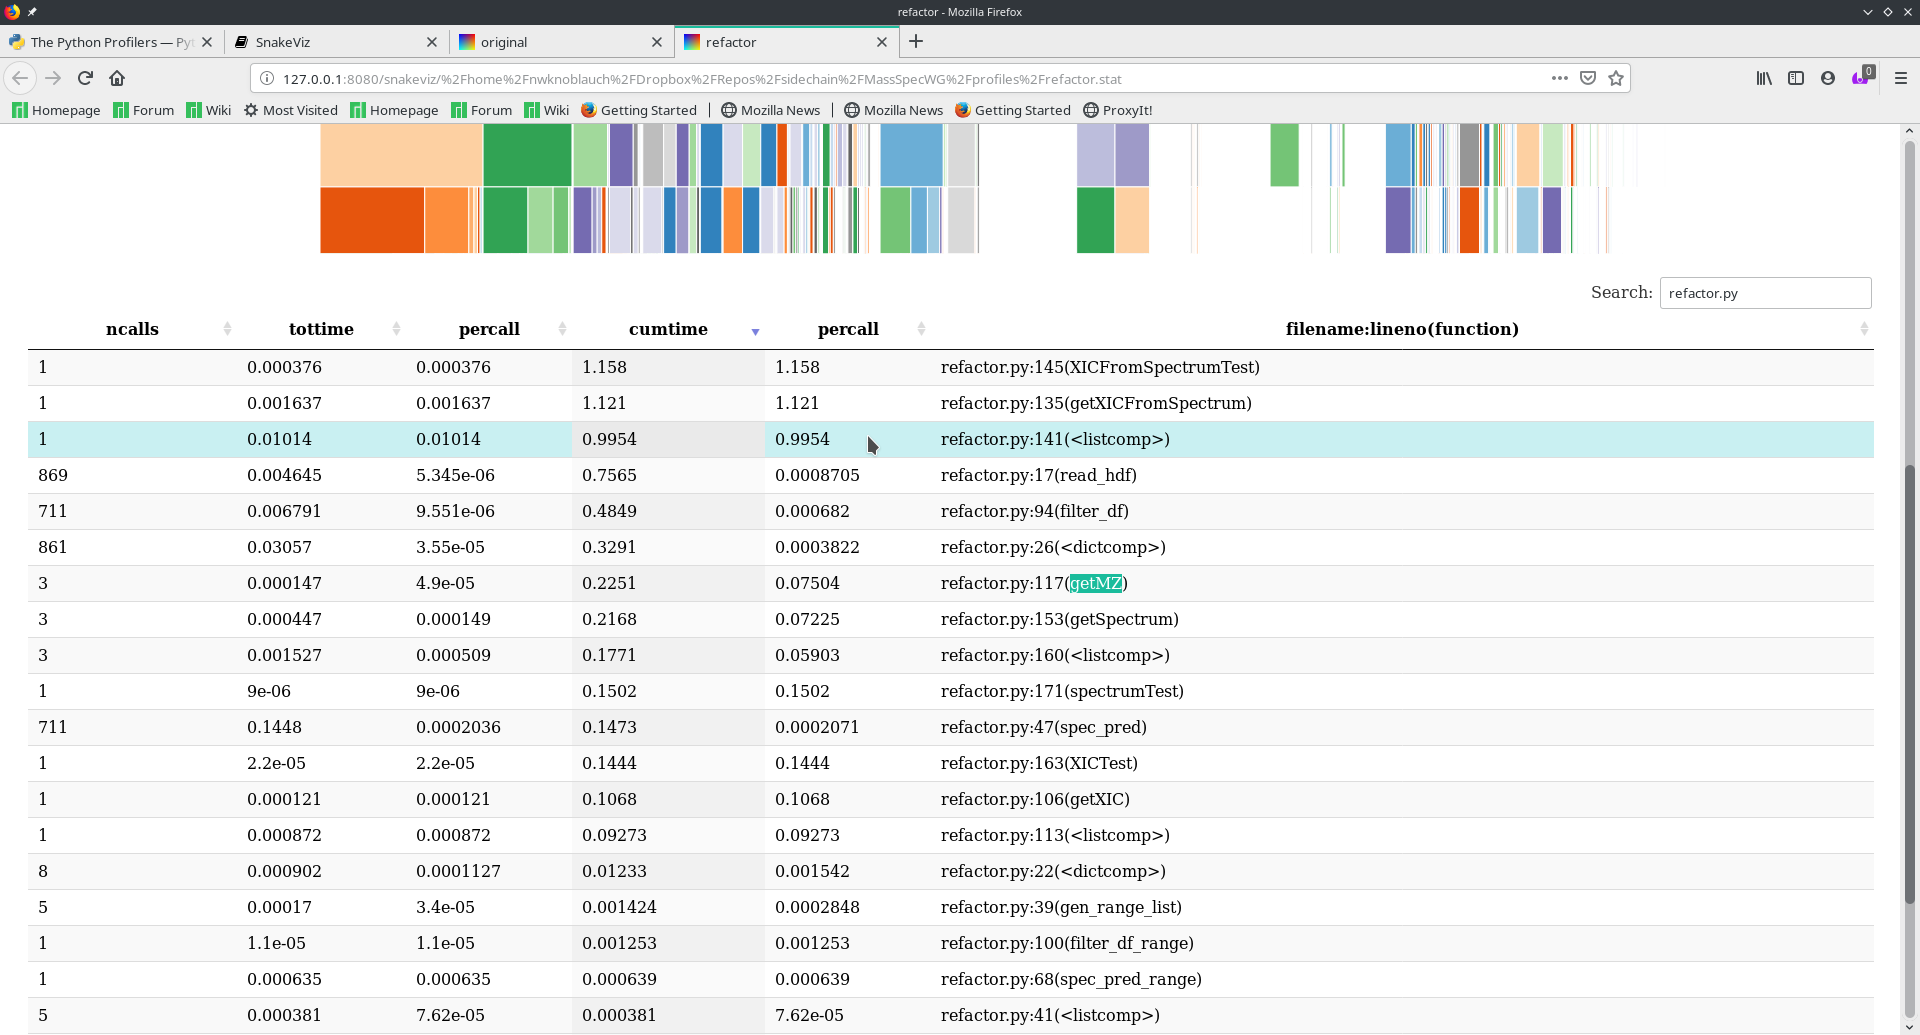 refactor - Mozilla Firefox
The Python Profilers — Pyt
SnakeViz
original
refactor
127.0.0.1:8080/snakeviz/%2Fhome%2Fnwknoblauch%2FDropbox%2FRepos%2Fsidechain%2FMassSpecWG%2Fprofiles%2Frefactor.stat
0
Homepage Forum Wiki Most Visited Homepage Forum Wiki Getting Started Mozilla News Mozilla News Getting Started ProxyIt!
Search: refactor.py
ncalls tottime percall cumtime percall filename:lineno(function)
1 0.000376 0.000376 1.158 1.158 refactor.py:145(XICFromSpectrumTest)
1 0.001637 0.001637 1.121 1.121 refactor.py:135(getXICFromSpectrum)
1 0.01014 0.01014 0.9954 0.9954 refactor.py:141(<listcomp>)
869 0.004645 5.345e-06 0.7565 0.0008705 refactor.py:17(read_hdf)
711 0.006791 9.551e-06 0.4849 0.000682 refactor.py:94(filter_df)
861 0.03057 3.55e-05 0.3291 0.0003822 refactor.py:26(<dictcomp>)
3 0.000147 4.9e-05 0.2251 0.07504 refactor.py:117(getMZ)
3 0.000447 0.000149 0.2168 0.07225 refactor.py:153(getSpectrum)
3 0.001527 0.000509 0.1771 0.05903 refactor.py:160(<listcomp>)
1 9e-06 9e-06 0.1502 0.1502 refactor.py:171(spectrumTest)
711 0.1448 0.0002036 0.1473 0.0002071 refactor.py:47(spec_pred)
1 2.2e-05 2.2e-05 0.1444 0.1444 refactor.py:163(XICTest)
1 0.000121 0.000121 0.1068 0.1068 refactor.py:106(getXIC)
1 0.000872 0.000872 0.09273 0.09273 refactor.py:113(<listcomp>)
8 0.000902 0.0001127 0.01233 0.001542 refactor.py:22(<dictcomp>)
5 0.00017 3.4e-05 0.001424 0.0002848 refactor.py:39(gen_range_list)
1 1.1e-05 1.1e-05 0.001253 0.001253 refactor.py:100(filter_df_range)
1 0.000635 0.000635 0.000639 0.000639 refactor.py:68(spec_pred_range)
5 0.000381 7.62e-05 0.000381 7.62e-05 refactor.py:41(<listcomp>)